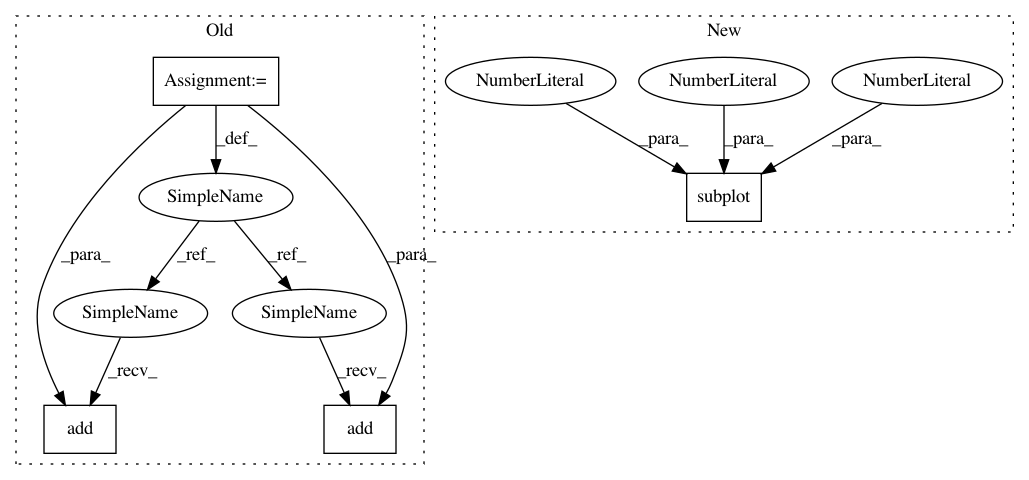 Old
New
Assignment:=
NumberLiteral
NumberLiteral
NumberLiteral
_def_
_para_
_para_
_para_
SimpleName
subplot
_para_
_ref_
_ref_
_para_
SimpleName
SimpleName
_recv_
_recv_
add
add